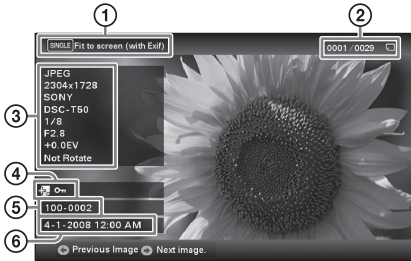 1
2
SINGLE Fit to screen (with Exif)
0001/0029
3
JPEG
2304x1728
SONY
DSC-T50
1/8
F2.8
+0.0EV
Not Rotate
4
5
100-0002
6
4-1-2008 12:00 AM
Previous Image Next image.